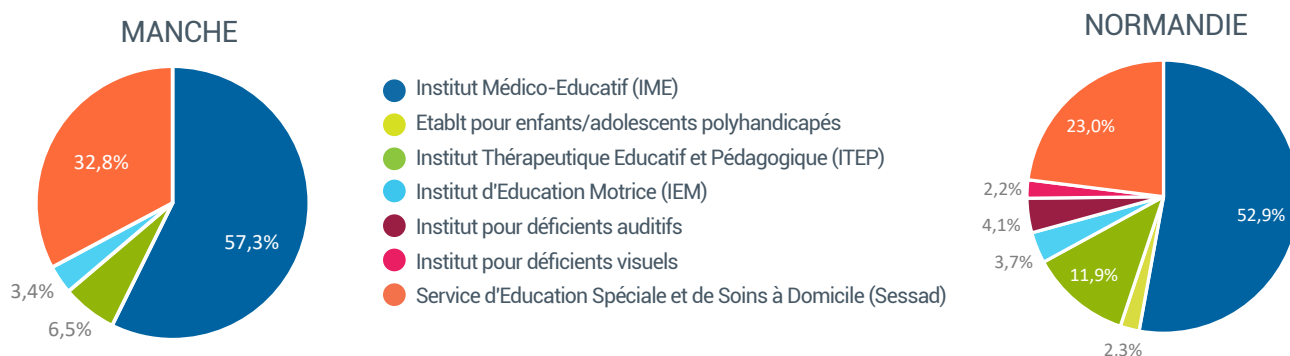 MANCHE
32,8%
57,3%
3,4%
6,5%
Institut Médico-Educatif (IME)
Etablt pour enfants/adolescents polyhandicapés
Institut Thérapeutique Educatif et Pédagogique (ITEP)
Institut d'Education Motrice (IEM)
Institut pour déficients auditifs
Institut pour déficients visuels
Service d'Education Spéciale et de Soins à Domicile (Sessad)
NORMANDIE
23,0%
2,2%
52,9%
4,1%
3,7%
11,9%
2,3%